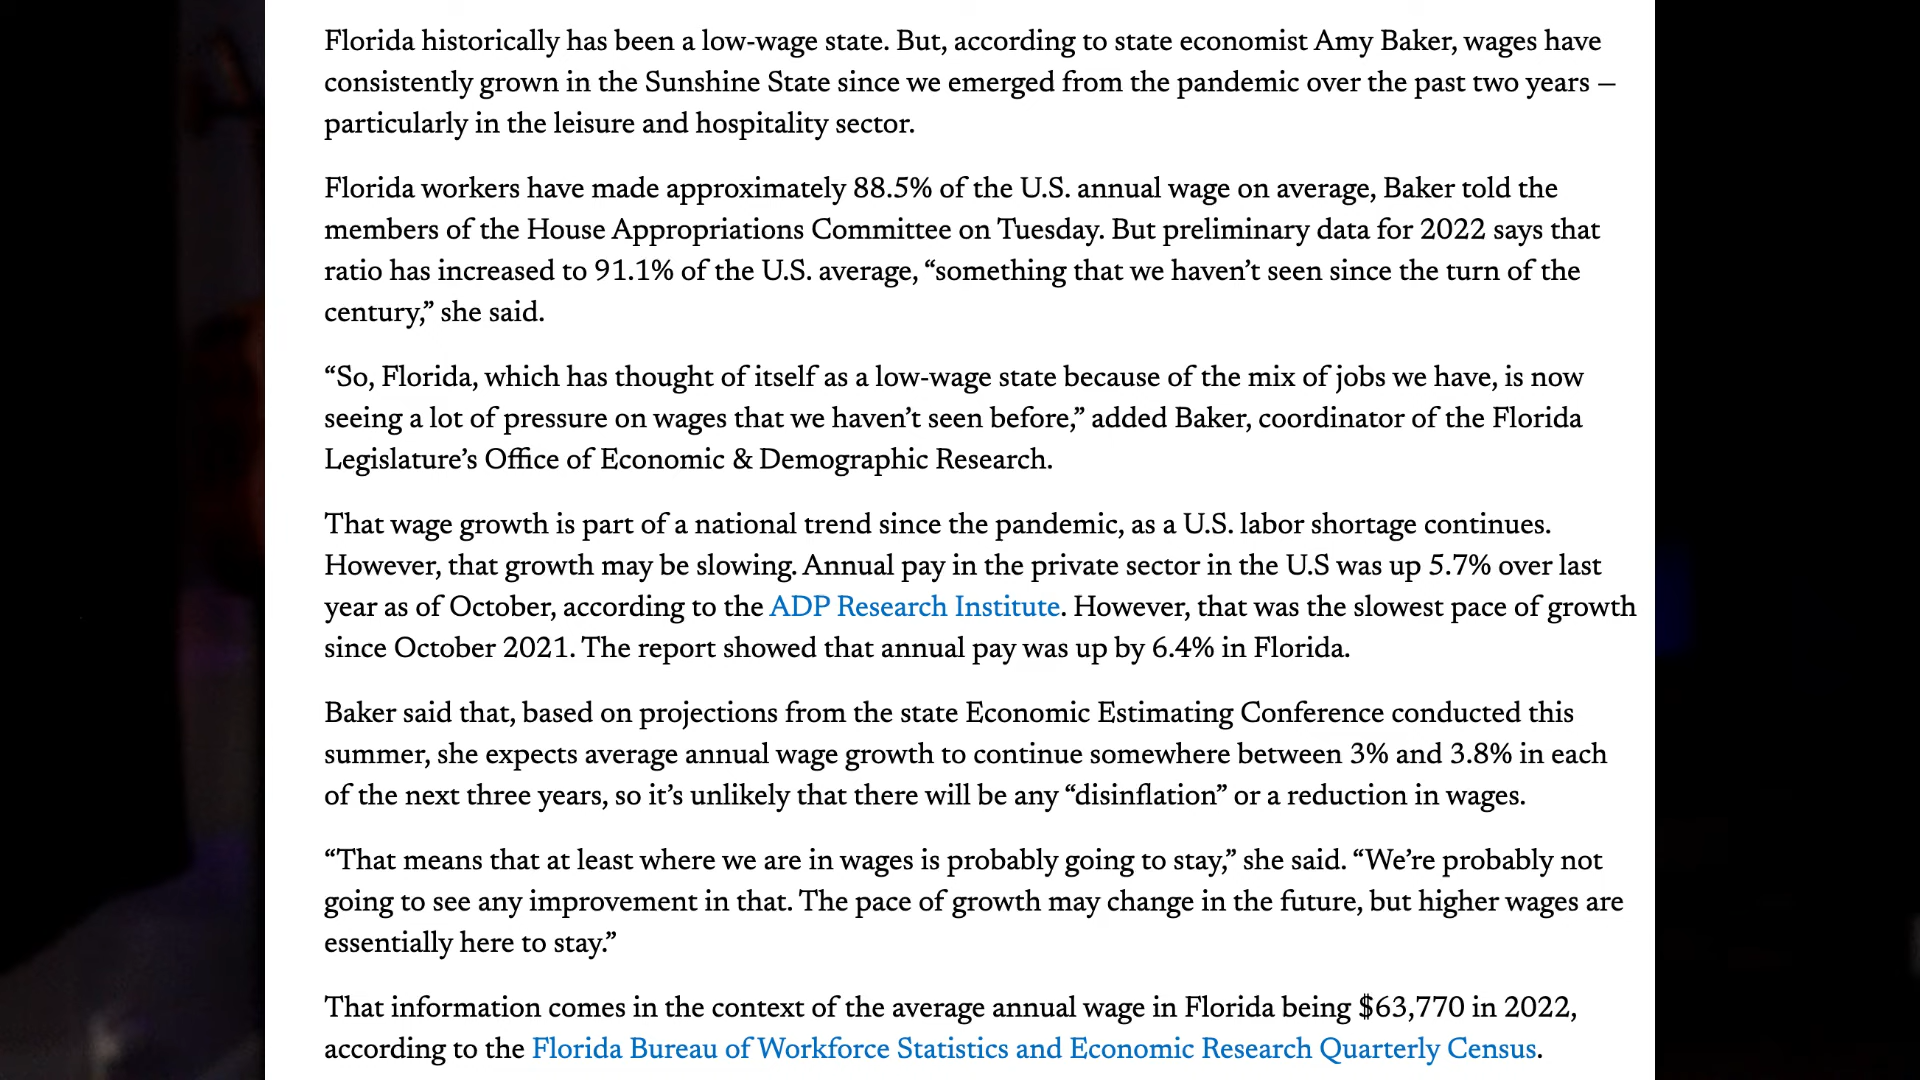 Florida historically has been a low-wage state. But, according to state economist Amy Baker, wages have
consistently grown in the Sunshine State since we emerged from the pandemic over the past two years –
particularly in the leisure and hospitality sector.
Florida workers have made approximately 88.5% of the U.S. annual wage on average, Baker told the
members of the House Appropriations Committee on Tuesday. But preliminary data for 2022 says that
ratio has increased to 91.1% of the U.S. average, “something that we haven’t seen since the turn of the
century,” she said.
“So, Florida, which has thought of itself as a low-wage state because of the mix of jobs we have, is now
seeing a lot of pressure on wages that we haven’t seen before,” added Baker, coordinator of the Florida
Legislature’s Office of Economic & Demographic Research.
That wage growth is part of a national trend since the pandemic, as a U.S. labor shortage continues.
However, that growth may be slowing. Annual pay in the private sector in the U.S was up 5.7% over last
year as of October, according to the ADP Research Institute. However, that was the slowest pace of growth
since October 2021. The report showed that annual pay was up by 6.4% in Florida.
Baker said that, based on projections from the state Economic Estimating Conference conducted this
summer, she expects average annual wage growth to continue somewhere between 3% and 3.8% in each
of the next three years, so it’s unlikely that there will be any “disinflation” or a reduction in wages.
“That means that at least where we are in wages is probably going to stay,” she said. “We’re probably not
going to see any improvement in that. The pace of growth may change in the future, but higher wages are
essentially here to stay.”
That information comes in the context of the average annual wage in Florida being $63,770 in 2022,
according to the Florida Bureau of Workforce Statistics and Economic Research Quarterly Census.